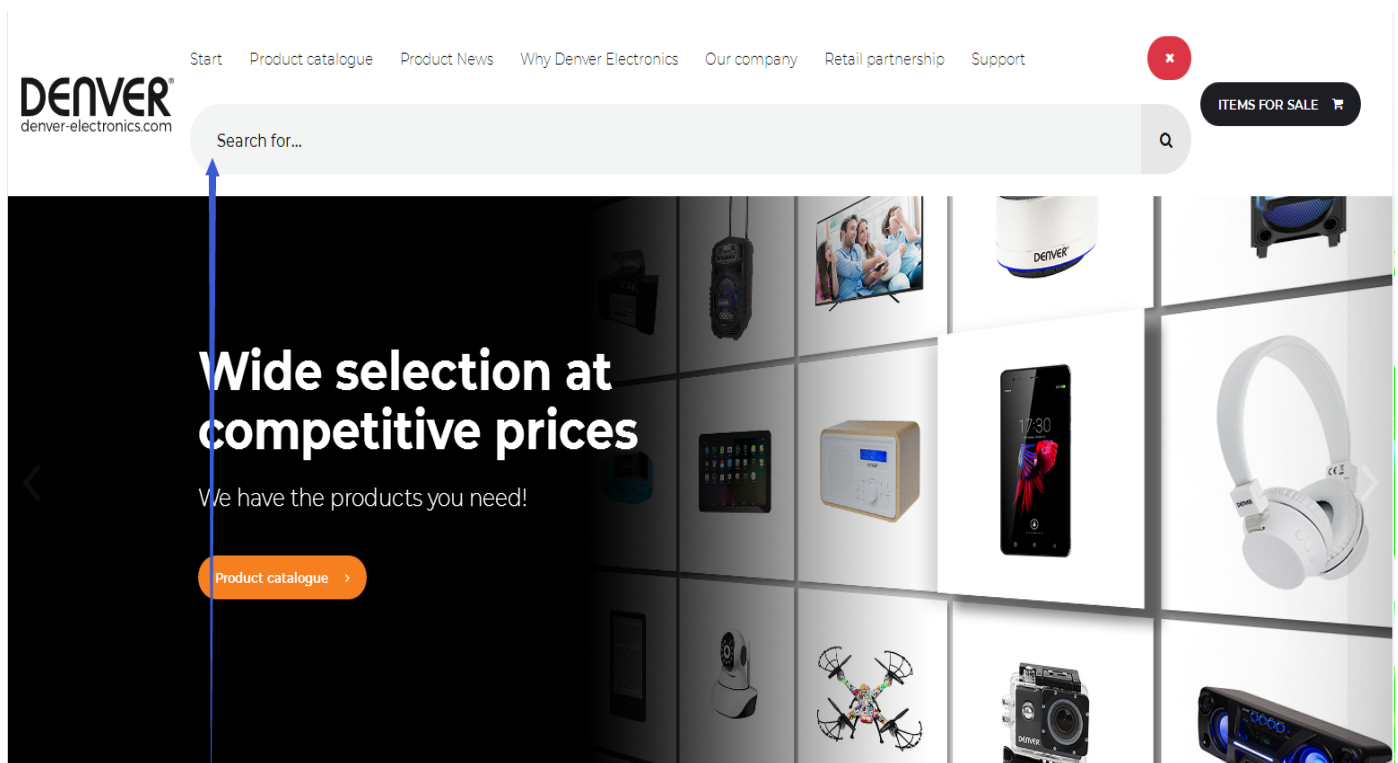 Start Product catalogue Product News Why Denver Electronics Our company Retail partnership Support
DENVER®
denver-electronics.com
ITEMS FOR SALE
Search for...
DENVER
Wide selection at
competitive prices
17:30
DENVER
DENVER
CE
We have the products you need!
Product catalogue
DENVER